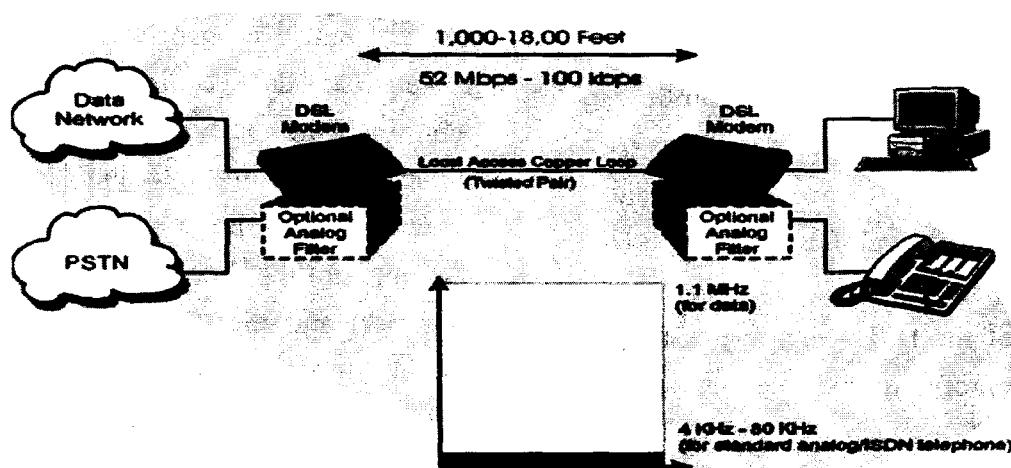 1,000-18,00 Feet
52 Mbps - 100 kbps
Data
Network
DSL
Modem
DSL
Modem
Local Access Copper Loop
(Twisted Pair)
Optional
Analog
Filter
Optional
Analog
Filter
PSTN
1.1 MHz
(for data)
4 KHz - 80 KHz
(for standard analog/ISDN telephone)